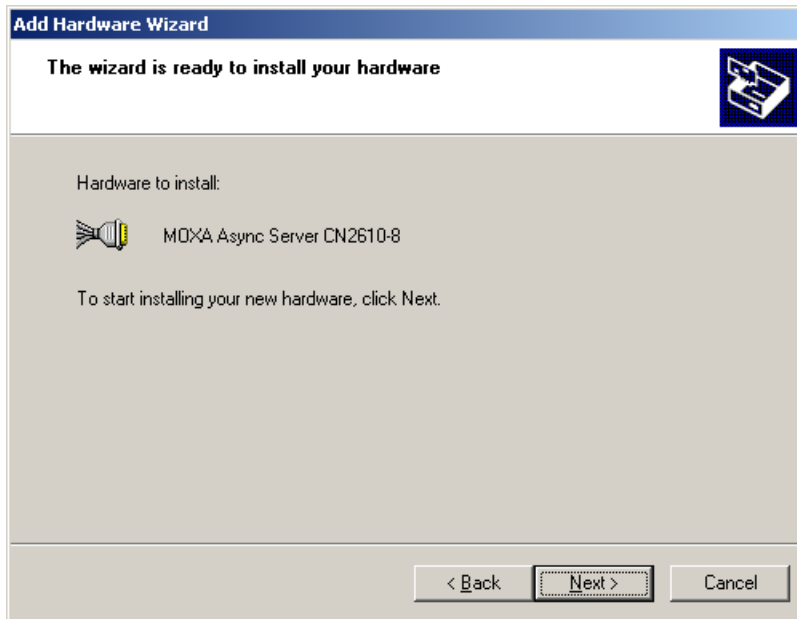 Add Hardware Wizard
The wizard is ready to install your hardware
Hardware to install:
MOXA Async Server CN2610-8
To start installing your new hardware, click Next.
< Back
Next >
Cancel